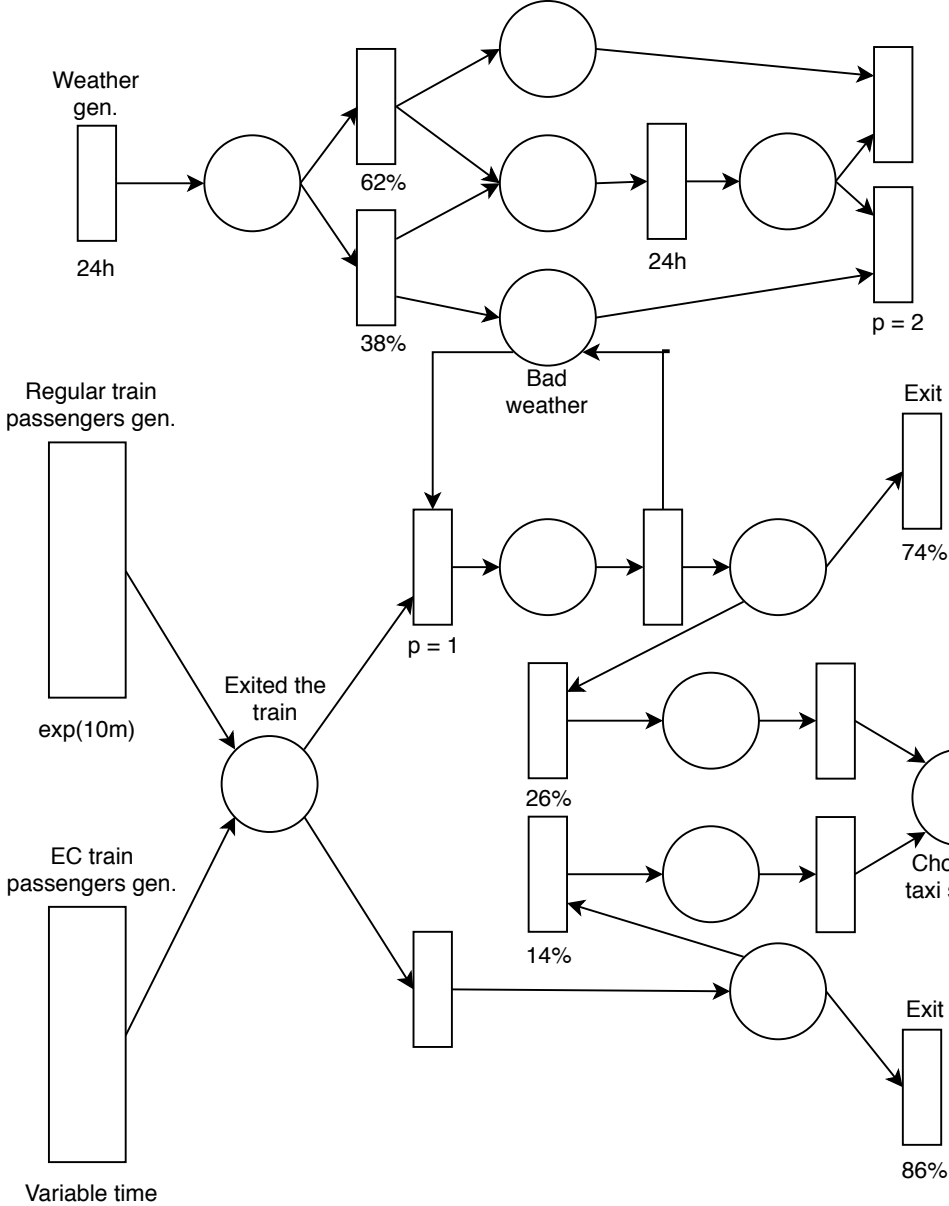 Weather
gen.
62%
24h
24h
38%
p = 2
Bad
weather
Regular train
passengers gen.
Exit
74%
p = 1
Exited the
train
exp(10m)
26%
EC train
passengers gen.
taxi
14%
Exit
86%
Variable time